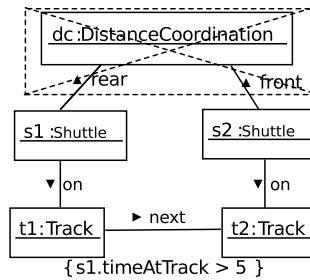 dc:DistanceCoordination
rear front
s1:Shuttle s2:Shuttle
on on
t1:Track next t2:Track
{s1.timeAtTrack > 5 }